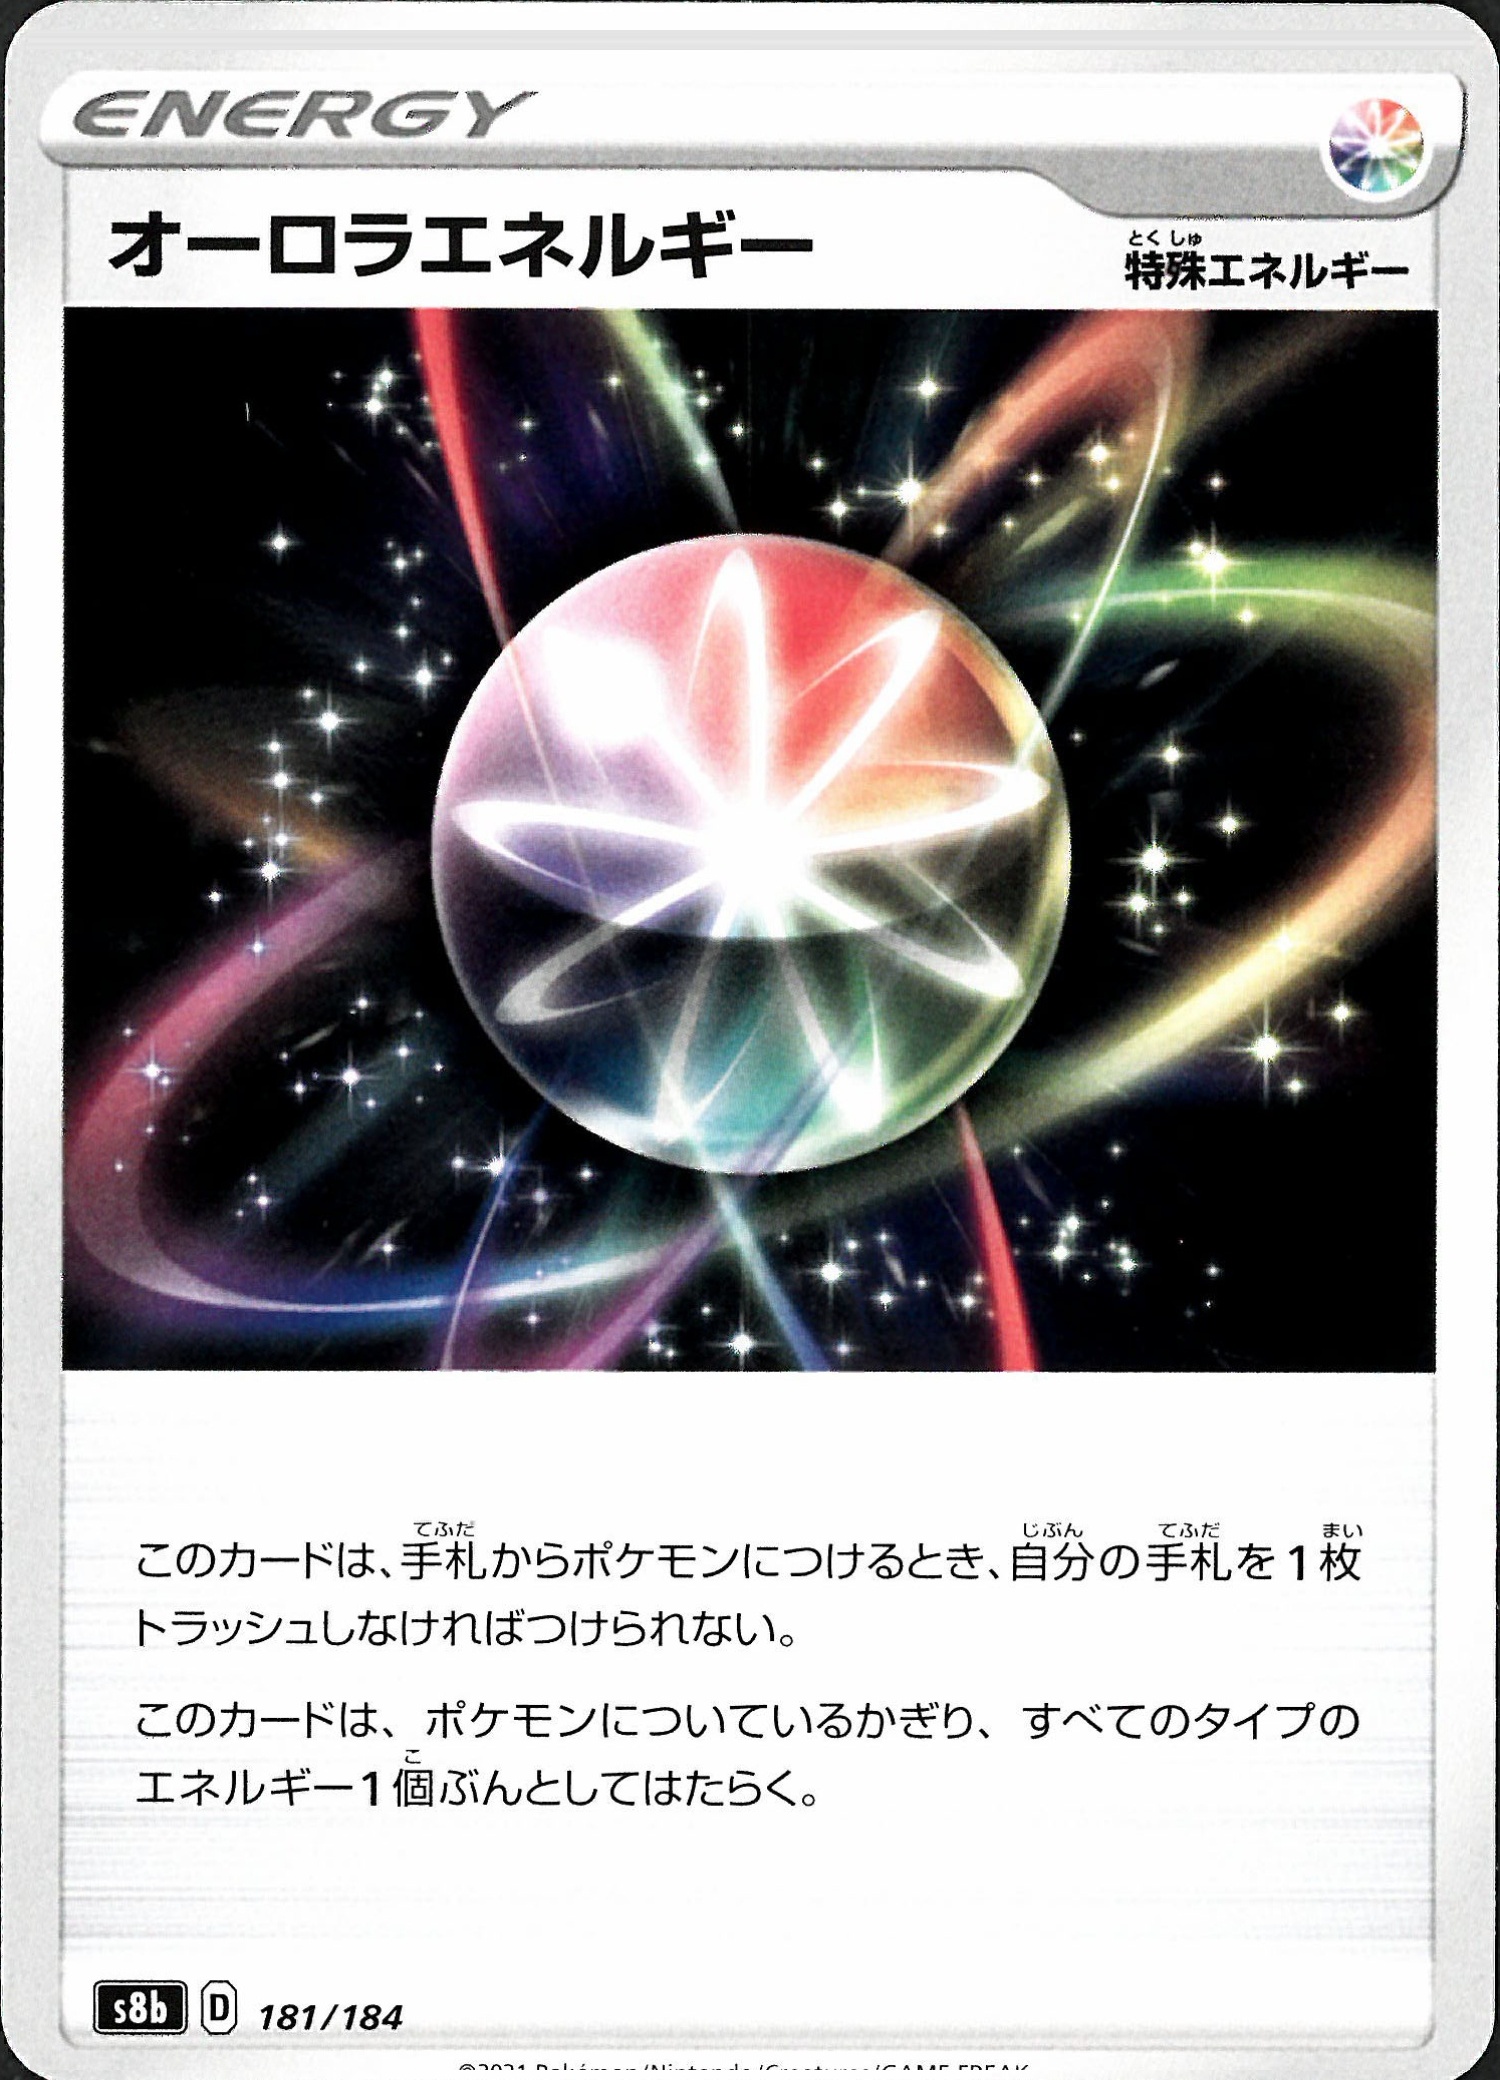 ENERGY
オーロラエネルギー
とくしゅ
特殊エネルギー
てふだ じぶん てふだ まい
このカードは、手札からポケモンにつけるとき、自分の手札を1枚
トラッシュしなければつけられない。
このカードは、ポケモンについているかぎり、すべてのタイプの
こ
エネルギー1個ぶんとしてはたらく。
s8b D 181/184
©2021 Pokémon/Nintendo/Creatures/GAME FREAK